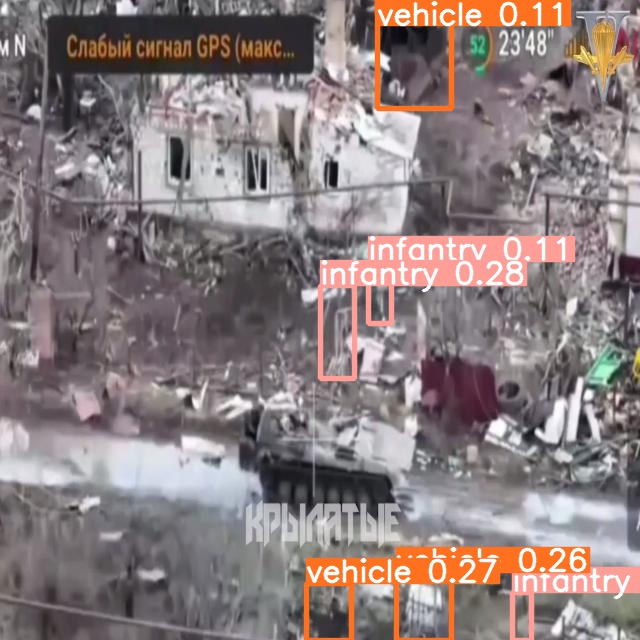 vehicle 0.11
м N
Слабый сигнал GPS (макс...
52
23'48"
infantry 0.11
infantry 0.28
КРЫЛАТЫЕ
0.26
vehicle 0.27
infantry